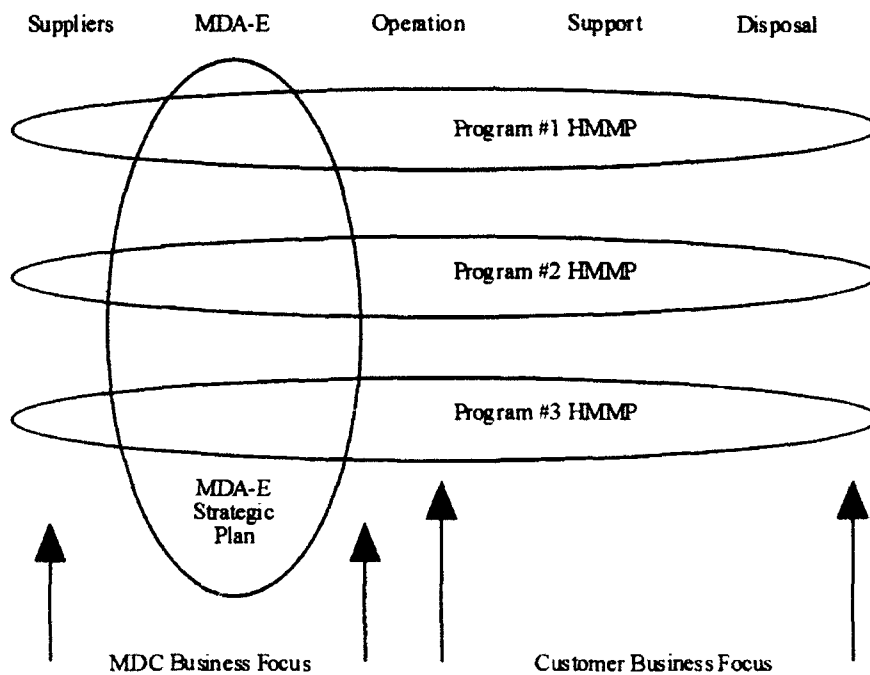 Suppliers MDA-E Operation Support Disposal
Program #1 HMMP
Program #2 HMMP
Program #3 HMMP
MDA-E
Strategic
Plan
MDC Business Focus Customer Business Focus